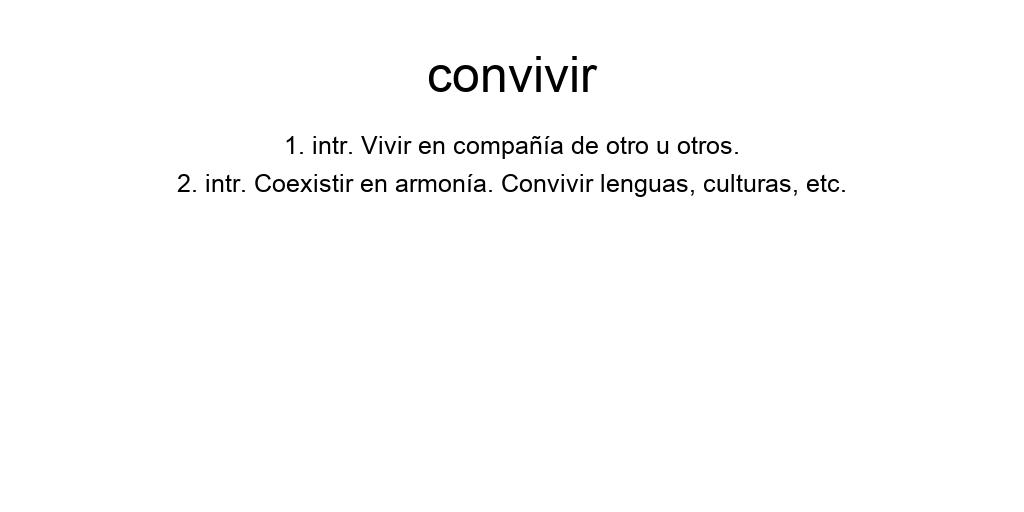 convivir
1. intr. Vivir en compañía de otro u otros.
2. intr. Coexistir en armonía. Convivir lenguas, culturas, etc.